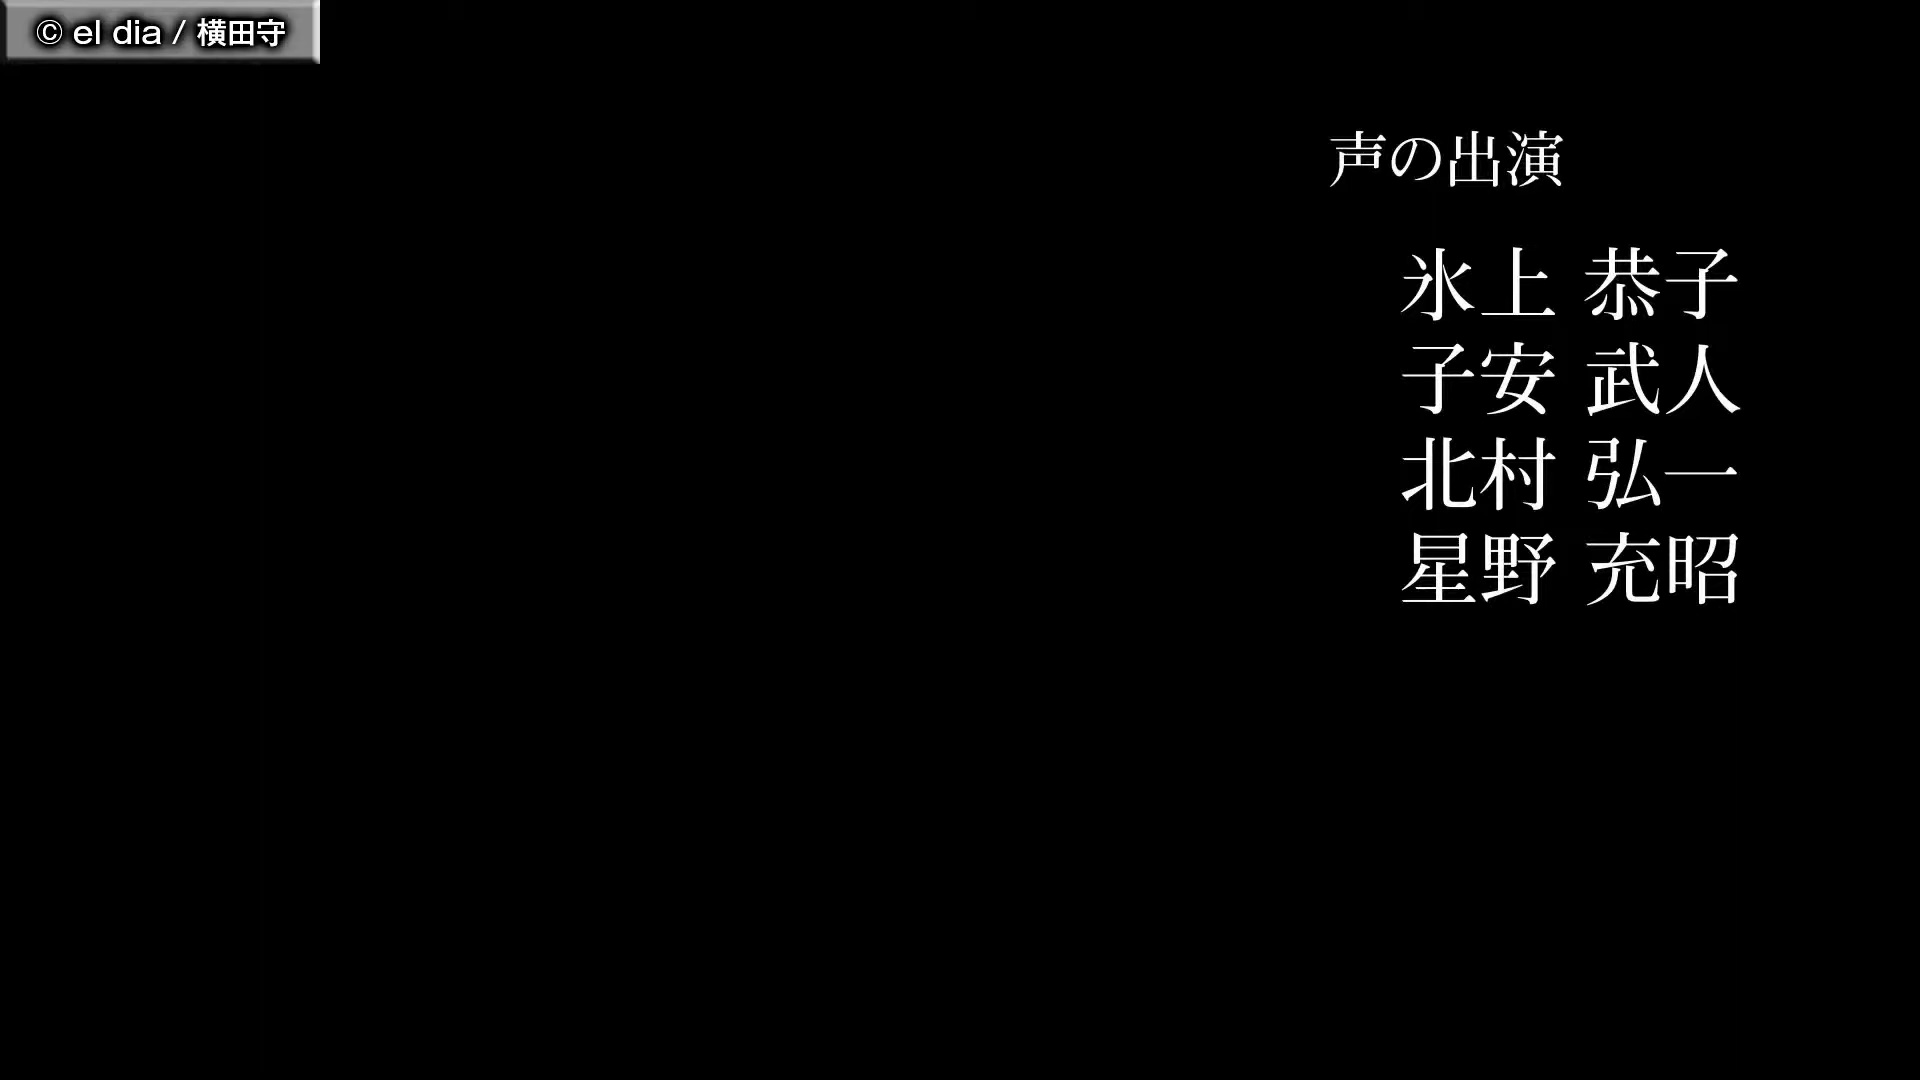 © el dia / 横田守
声の出演
氷上 恭子
子安 武人
北村 弘一
星野 充昭